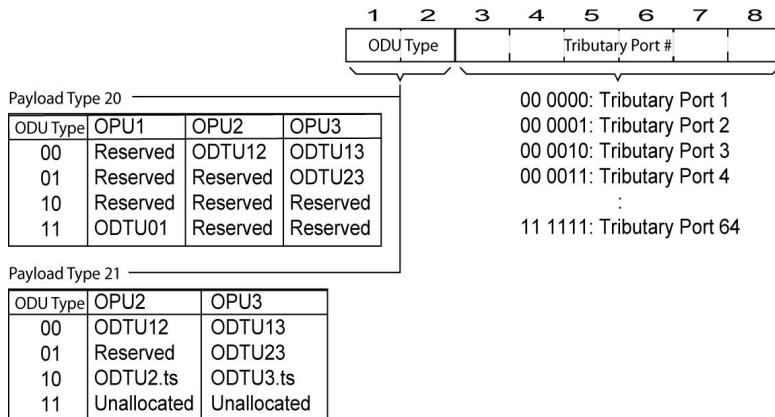 1 2 3 4 5 6 7 8
ODU Type Tributary Port #
Payload Type 20
ODU Type OPU1 OPU2 OPU3
00 Reserved ODTU12 ODTU13
01 Reserved Reserved ODTU23
10 Reserved Reserved Reserved
11 ODTU01 Reserved Reserved
00 0000: Tributary Port 1
00 0001: Tributary Port 2
00 0010: Tributary Port 3
00 0011: Tributary Port 4
:
11 1111: Tributary Port 64
Payload Type 21
ODU Type OPU2 OPU3
00 ODTU12 ODTU13
01 Reserved ODTU23
10 ODTU2.ts ODTU3.ts
11 Unallocated Unallocated